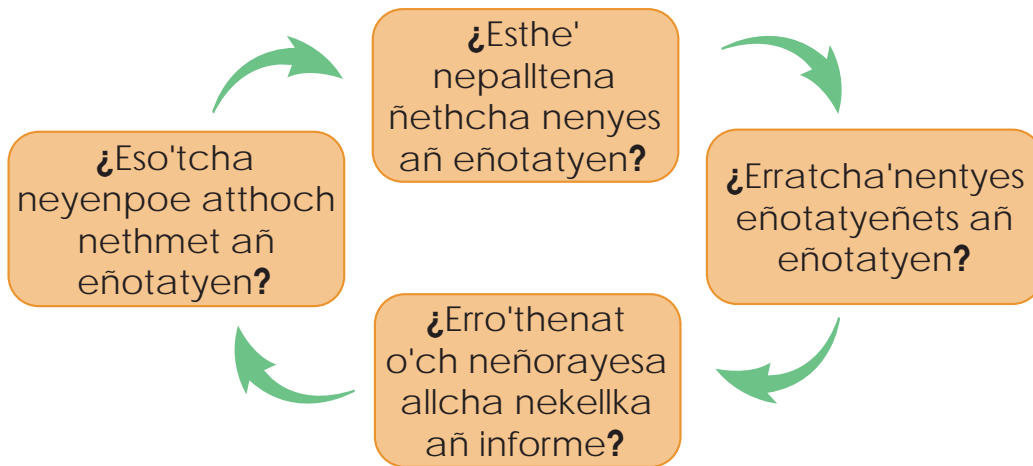 ¿Esthe'
nepalltena
ñethcha nenyes
añ eñotatyen?
¿Erratcha'nentyes
eñotatyeñets añ
eñotatyen?
¿Erro'thenat
o'ch neñorayesa
allcha nekellka
añ informe?
¿Eso'tcha
neyenpoe atthoch
nethmet añ
eñotatyen?